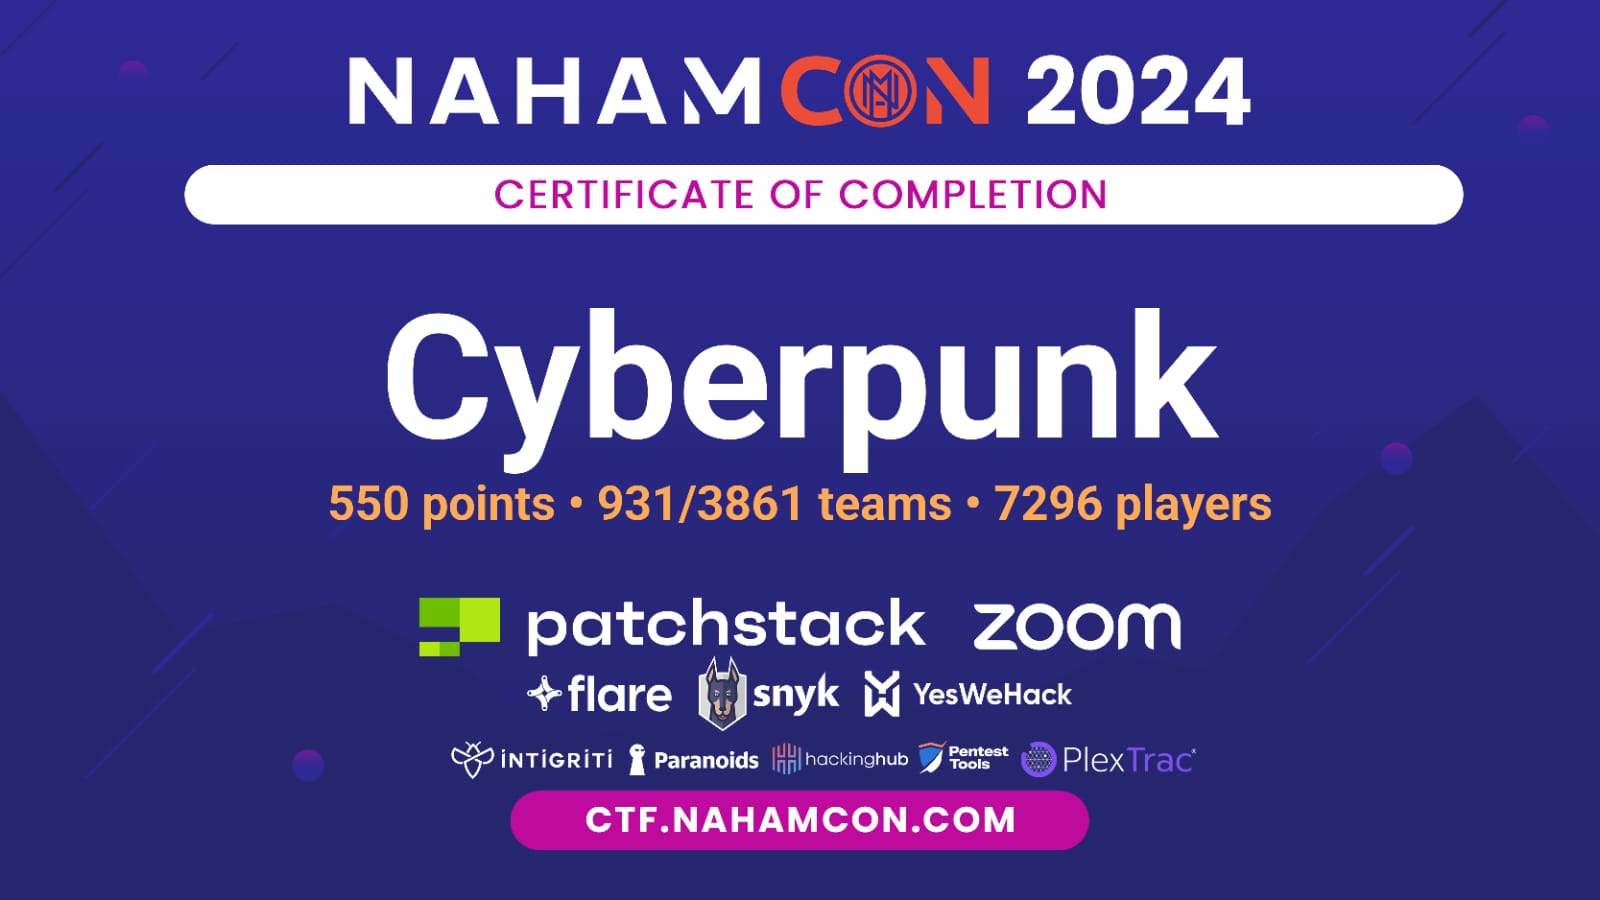 NAHAMCON 2024
CERTIFICATE OF COMPLETION
Cyberpunk
550 points • 931/3861 teams • 7296 players
patchstack zoom
flare snyk YesWeHack
INTIGRITI Paranoids hackinghub Pentest Tools PlexTrac
CTF.NAHAMCON.COM